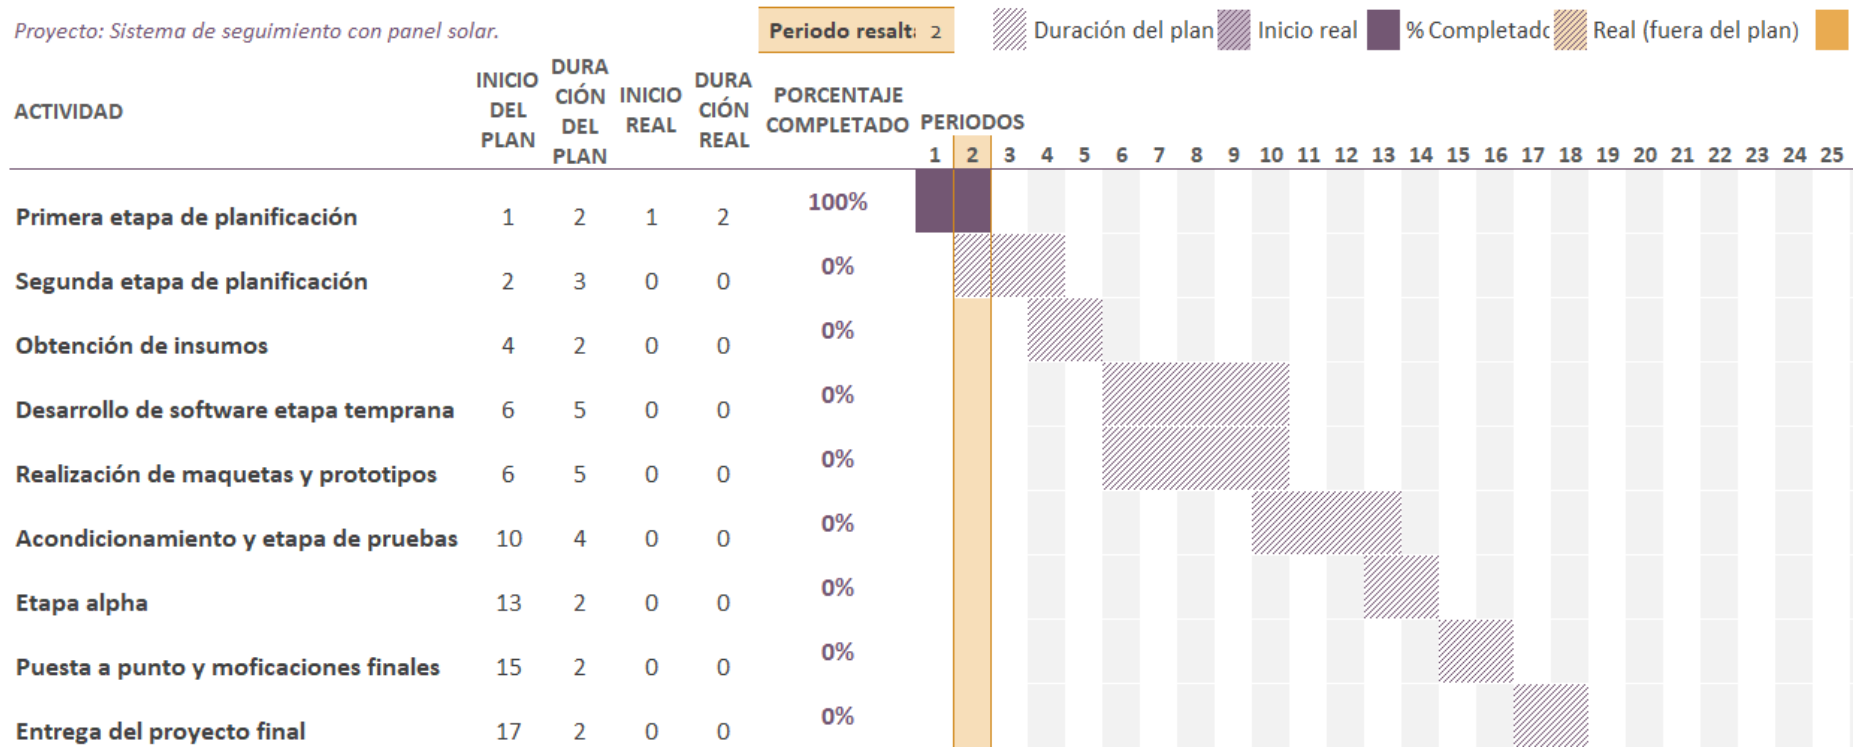 Proyecto: Sistema de seguimiento con panel solar.
Periodo resalt 2
Duración del plan
Inicio real
% Completado
Real (fuera del plan)
ACTIVIDAD
INICIO DEL PLAN
DURA CIÓN DEL PLAN
INICIO REAL
DURA CIÓN REAL
PORCENTAJE COMPLETADO
PERIODOS
1 2 3 4 5 6 7 8 9 10 11 12 13 14 15 16 17 18 19 20 21 22 23 24 25
Primera etapa de planificación 1 2 1 2 100%
Segunda etapa de planificación 2 3 0 0 0%
Obtención de insumos 4 2 0 0 0%
Desarrollo de software etapa temprana 6 5 0 0 0%
Realización de maquetas y prototipos 6 5 0 0 0%
Acondicionamiento y etapa de pruebas 10 4 0 0 0%
Etapa alpha 13 2 0 0 0%
Puesta a punto y moficaciones finales 15 2 0 0 0%
Entrega del proyecto final 17 2 0 0 0%